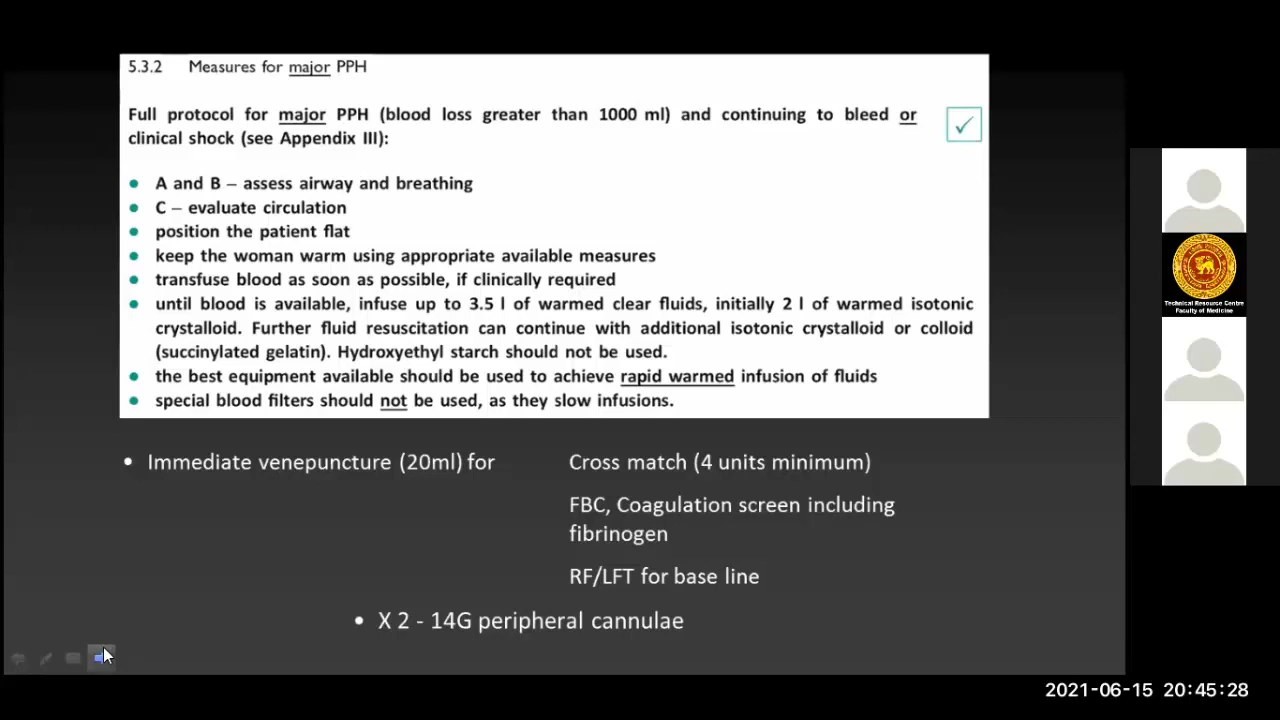 5.3.2 Measures for major PPH
Full protocol for major PPH (blood loss greater than 1000 ml) and continuing to bleed or
clinical shock (see Appendix III):
• A and B – assess airway and breathing
• C – evaluate circulation
• position the patient flat
• keep the woman warm using appropriate available measures
• transfuse blood as soon as possible, if clinically required
• until blood is available, infuse up to 3.5 l of warmed clear fluids, initially 2 l of warmed isotonic
crystalloid. Further fluid resuscitation can continue with additional isotonic crystalloid or colloid
(succinylated gelatin). Hydroxyethyl starch should not be used.
• the best equipment available should be used to achieve rapid warmed infusion of fluids
• special blood filters should not be used, as they slow infusions.
• Immediate venepuncture (20ml) for
Cross match (4 units minimum)
FBC, Coagulation screen including
fibrinogen
RF/LFT for base line
• X 2 - 14G peripheral cannulae
Technical Resource Centre
Faculty of Medicine
2021-06-15 20:45:28